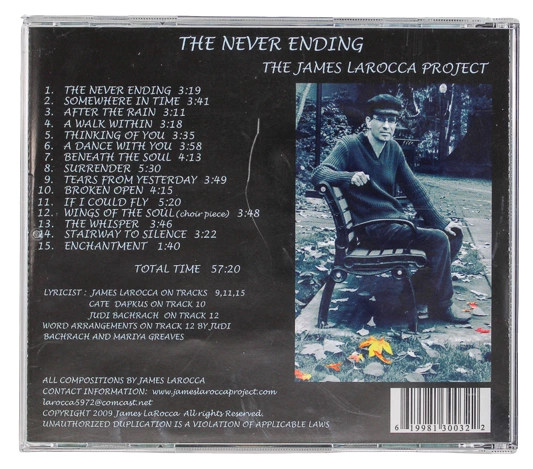 THE NEVER ENDING
THE JAMES LAROCCA PROJECT
1. THE NEVER ENDING 3:19
2. SOMEWHERE IN TIME 3:41
3. AFTER THE RAIN 3:11
4. A WALK WITHIN 3:18
5. THINKING OF YOU 3:35
6. A DANCE WITH YOU 3:58
7. BENEATH THE SOUL 4:13
8. SURRENDER 5:30
9. TEARS FROM YESTERDAY 3:49
10. BROKEN OPEN 4:15
11. IF I COULD FLY 5:20
12. WINGS OF THE SOUL (choir piece) 3:48
13. THE WHISPER 3:46
14. STAIRWAY TO SILENCE 3:22
15. ENCHANTMENT 1:40
TOTAL TIME 57:20
LYRICIST : JAMES LAROCCA ON TRACKS 9,11,15
CATE DAPKUS ON TRACK 10
JUDI BACHRACH ON TRACK 12
WORD ARRANGEMENTS ON TRACK 12 BY JUDI
BACHRACH AND MARIYA GREAVES
ALL COMPOSITIONS BY JAMES LAROCCA
CONTACT INFORMATION: www.jameslaroccaproject.com
larocca5972@comcast.net
COPYRIGHT 2009 James LaRocca All rights Reserved.
UNAUTHORIZED DUPLICATION IS A VIOLATION OF APPLICABLE LAWS
6 19981 30032 2